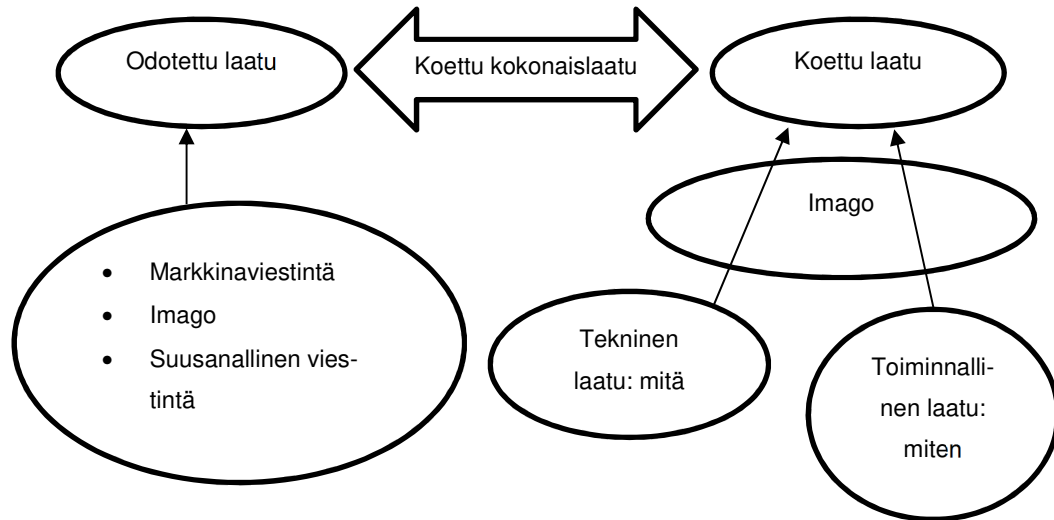 Odotettu laatu
Koettu kokonaislaatu
Koettu laatu
Imago
• Markkinaviestintä
• Imago
• Suusanallinen vies-
tintä
Tekninen
laatu: mitä
Toiminnalli-
nen laatu:
miten